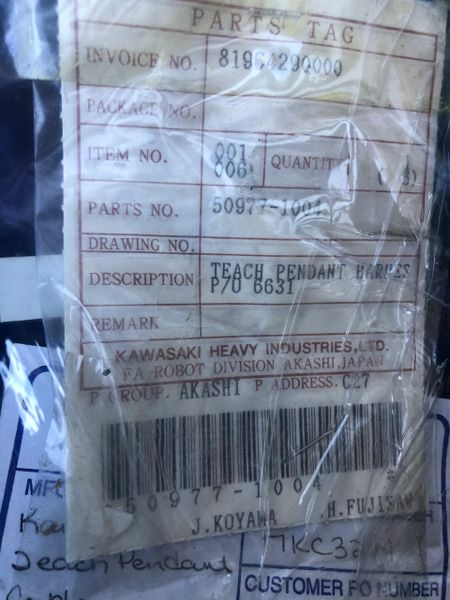 PARTS TAG
INVOICE NO. 81964290000
PACKAGE NO.
ITEM NO. 001 QUANTITY 1
006
PARTS NO. 50977-1004
DRAWING NO.
DESCRIPTION TEACH PENDANT HARNES
P/O 6631
REMARK
KAWASAKI HEAVY INDUSTRIES, LTD.
FA. ROBOT DIVISION AKASHI, JAPAN
P GROUP. AKASHI P ADDRESS. C27
50977-1004
J.KOYAMA H.FUJISAWA
MFG
Teach Pendant
CUSTOMER PO NUMBER